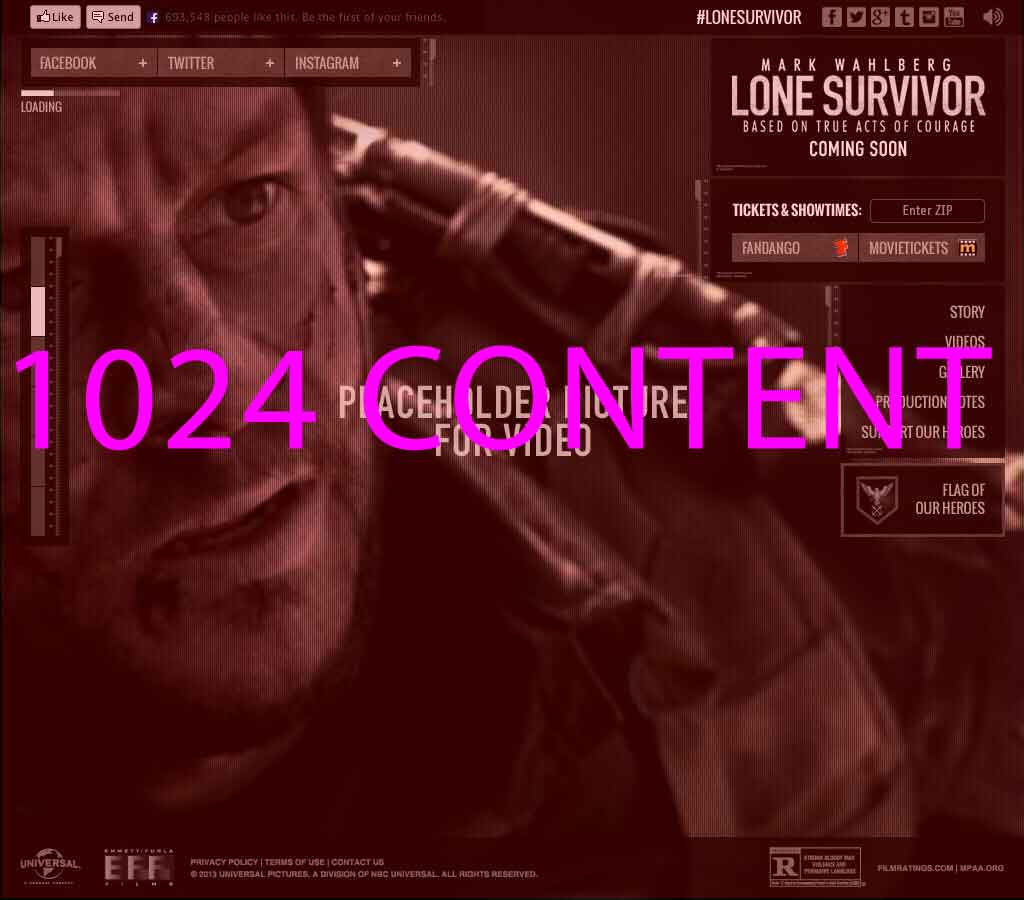 Like Send 693,548 people like this. Be the first of your friends.
#LONESURVIVOR
FACEBOOK + TWITTER + INSTAGRAM +
LOADING
MARK WAHLBERG
LONE SURVIVOR
BASED ON TRUE ACTS OF COURAGE
COMING SOON
TICKETS & SHOWTIMES: Enter ZIP
FANDANGO MOVIETICKETS
STORY
VIDEOS
GALLERY
PRODUCTION NOTES
SUPPORT OUR HEROES
1024 CONTENT
PLACEHOLDER PICTURE
FOR VIDEO
FLAG OF
OUR HEROES
UNIVERSAL
EMMETT/FURLA
EFF
FILMS
PRIVACY POLICY | TERMS OF USE | CONTACT US
© 2013 UNIVERSAL PICTURES, A DIVISION OF NBC UNIVERSAL. ALL RIGHTS RESERVED.
R STRONG BLOODY WAR
VIOLENCE AND
PERVASIVE LANGUAGE
FILMRATINGS.COM | MPAA.ORG